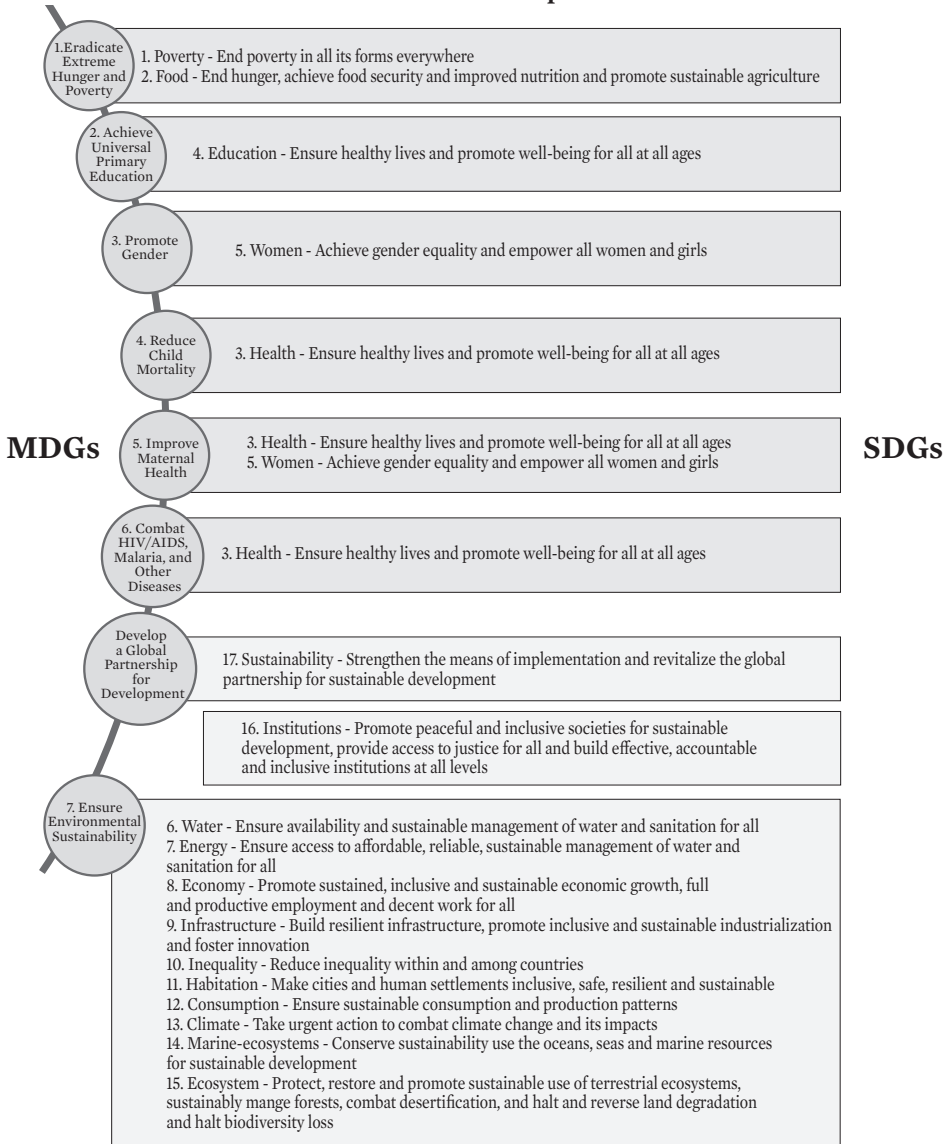 1.Eradicate
Extreme
Hunger and
Poverty
1. Poverty - End poverty in all its forms everywhere
2. Food - End hunger, achieve food security and improved nutrition and promote sustainable agriculture
2. Achieve
Universal
Primary
Education
4. Education - Ensure healthy lives and promote well-being for all at all ages
3. Promote
Gender
5. Women - Achieve gender equality and empower all women and girls
4. Reduce
Child
Mortality
3. Health - Ensure healthy lives and promote well-being for all at all ages
MDGs
5. Improve
Maternal
Health
3. Health - Ensure healthy lives and promote well-being for all at all ages
5. Women - Achieve gender equality and empower all women and girls
SDGs
6. Combat
HIV/AIDS,
Malaria, and
Other
Diseases
3. Health - Ensure healthy lives and promote well-being for all at all ages
Develop
a Global
Partnership
for
Development
17. Sustainability - Strengthen the means of implementation and revitalize the global
partnership for sustainable development
16. Institutions - Promote peaceful and inclusive societies for sustainable
development, provide access to justice for all and build effective, accountable
and inclusive institutions at all levels
7. Ensure
Environmental
Sustainability
6. Water - Ensure availability and sustainable management of water and sanitation for all
7. Energy - Ensure access to affordable, reliable, sustainable management of water and
sanitation for all
8. Economy - Promote sustained, inclusive and sustainable economic growth, full
and productive employment and decent work for all
9. Infrastructure - Build resilient infrastructure, promote inclusive and sustainable industrialization
and foster innovation
10. Inequality - Reduce inequality within and among countries
11. Habitation - Make cities and human settlements inclusive, safe, resilient and sustainable
12. Consumption - Ensure sustainable consumption and production patterns
13. Climate - Take urgent action to combat climate change and its impacts
14. Marine-ecosystems - Conserve sustainability use the oceans, seas and marine resources
for sustainable development
15. Ecosystem - Protect, restore and promote sustainable use of terrestrial ecosystems,
sustainably mange forests, combat desertification, and halt and reverse land degradation
and halt biodiversity loss